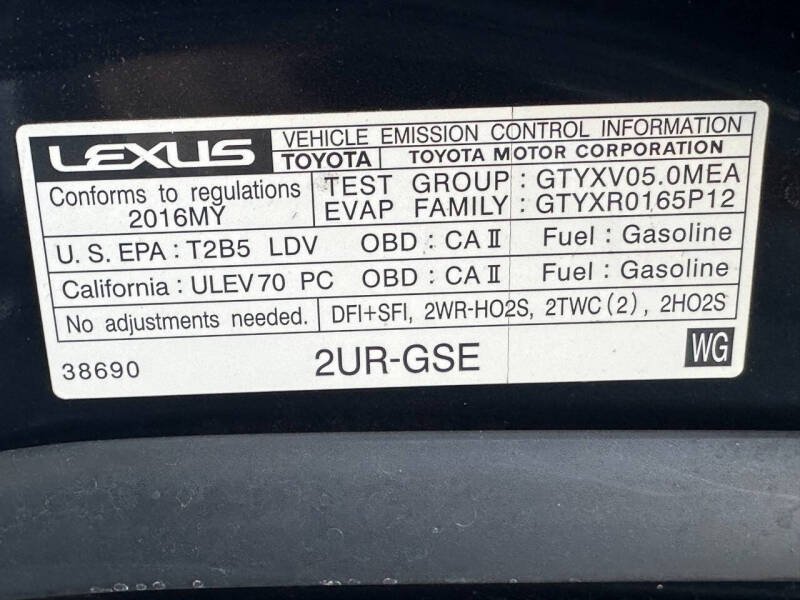 LEXUS
VEHICLE EMISSION CONTROL INFORMATION
TOYOTA TOYOTA MOTOR CORPORATION
Conforms to regulations
2016MY
TEST GROUP : GTYXV05.0MEA
EVAP FAMILY: GTYXR0165P12
U. S. EPA : T2B5 LDV OBD : CA II Fuel : Gasoline
California : ULEV70 PC OBD : CA II Fuel : Gasoline
No adjustments needed. DFI+SFI, 2WR-HO2S, 2TWC (2), 2HO2S
38690 2UR-GSE WG